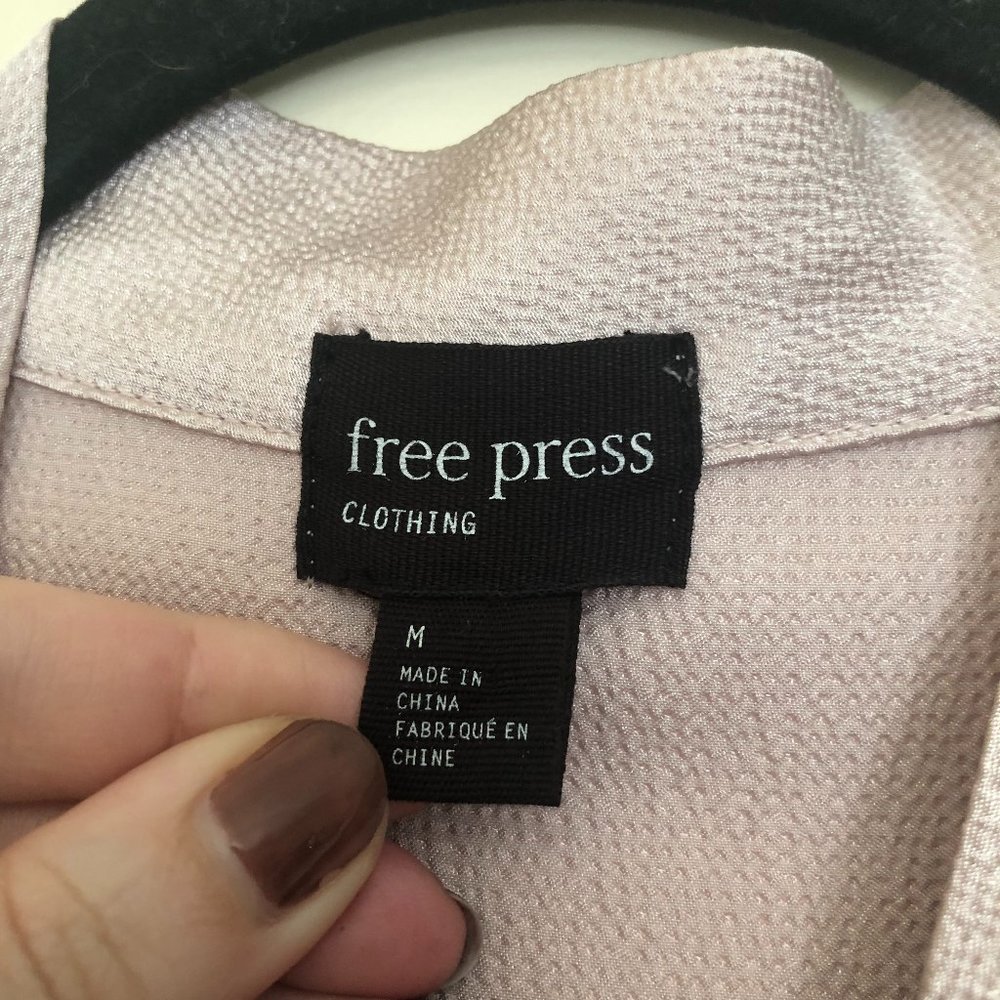 free press
CLOTHING
M
MADE IN
CHINA
FABRIQUÉ EN
CHINE